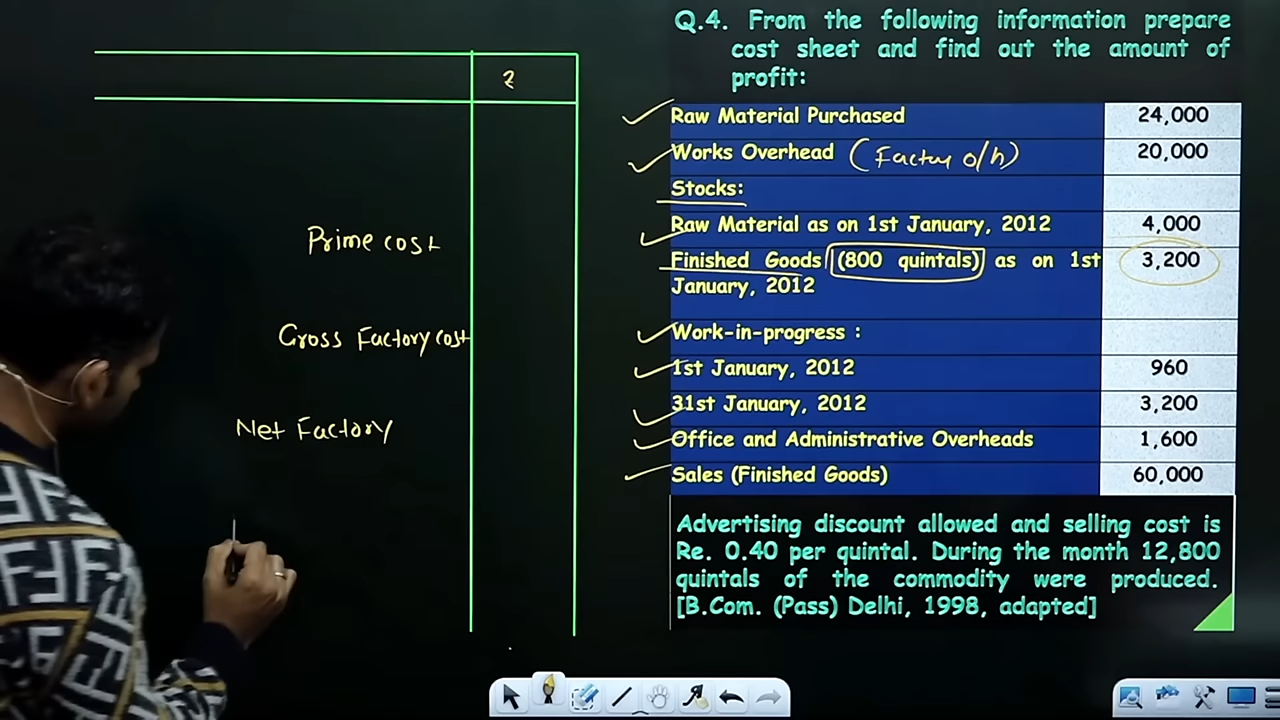 ₹
Prime cost
Gross Factory cost
Net Factory
Q.4. From the following information prepare
cost sheet and find out the amount of
profit:
Raw Material Purchased 24,000
Works Overhead (Factory o/h) 20,000
Stocks:
Raw Material as on 1st January, 2012 4,000
Finished Goods (800 quintals) as on 1st 3,200
January, 2012
Work-in-progress :
1st January, 2012 960
31st January, 2012 3,200
Office and Administrative Overheads 1,600
Sales (Finished Goods) 60,000
Advertising discount allowed and selling cost is
Re. 0.40 per quintal. During the month 12,800
quintals of the commodity were produced.
[B.Com. (Pass) Delhi, 1998, adapted]